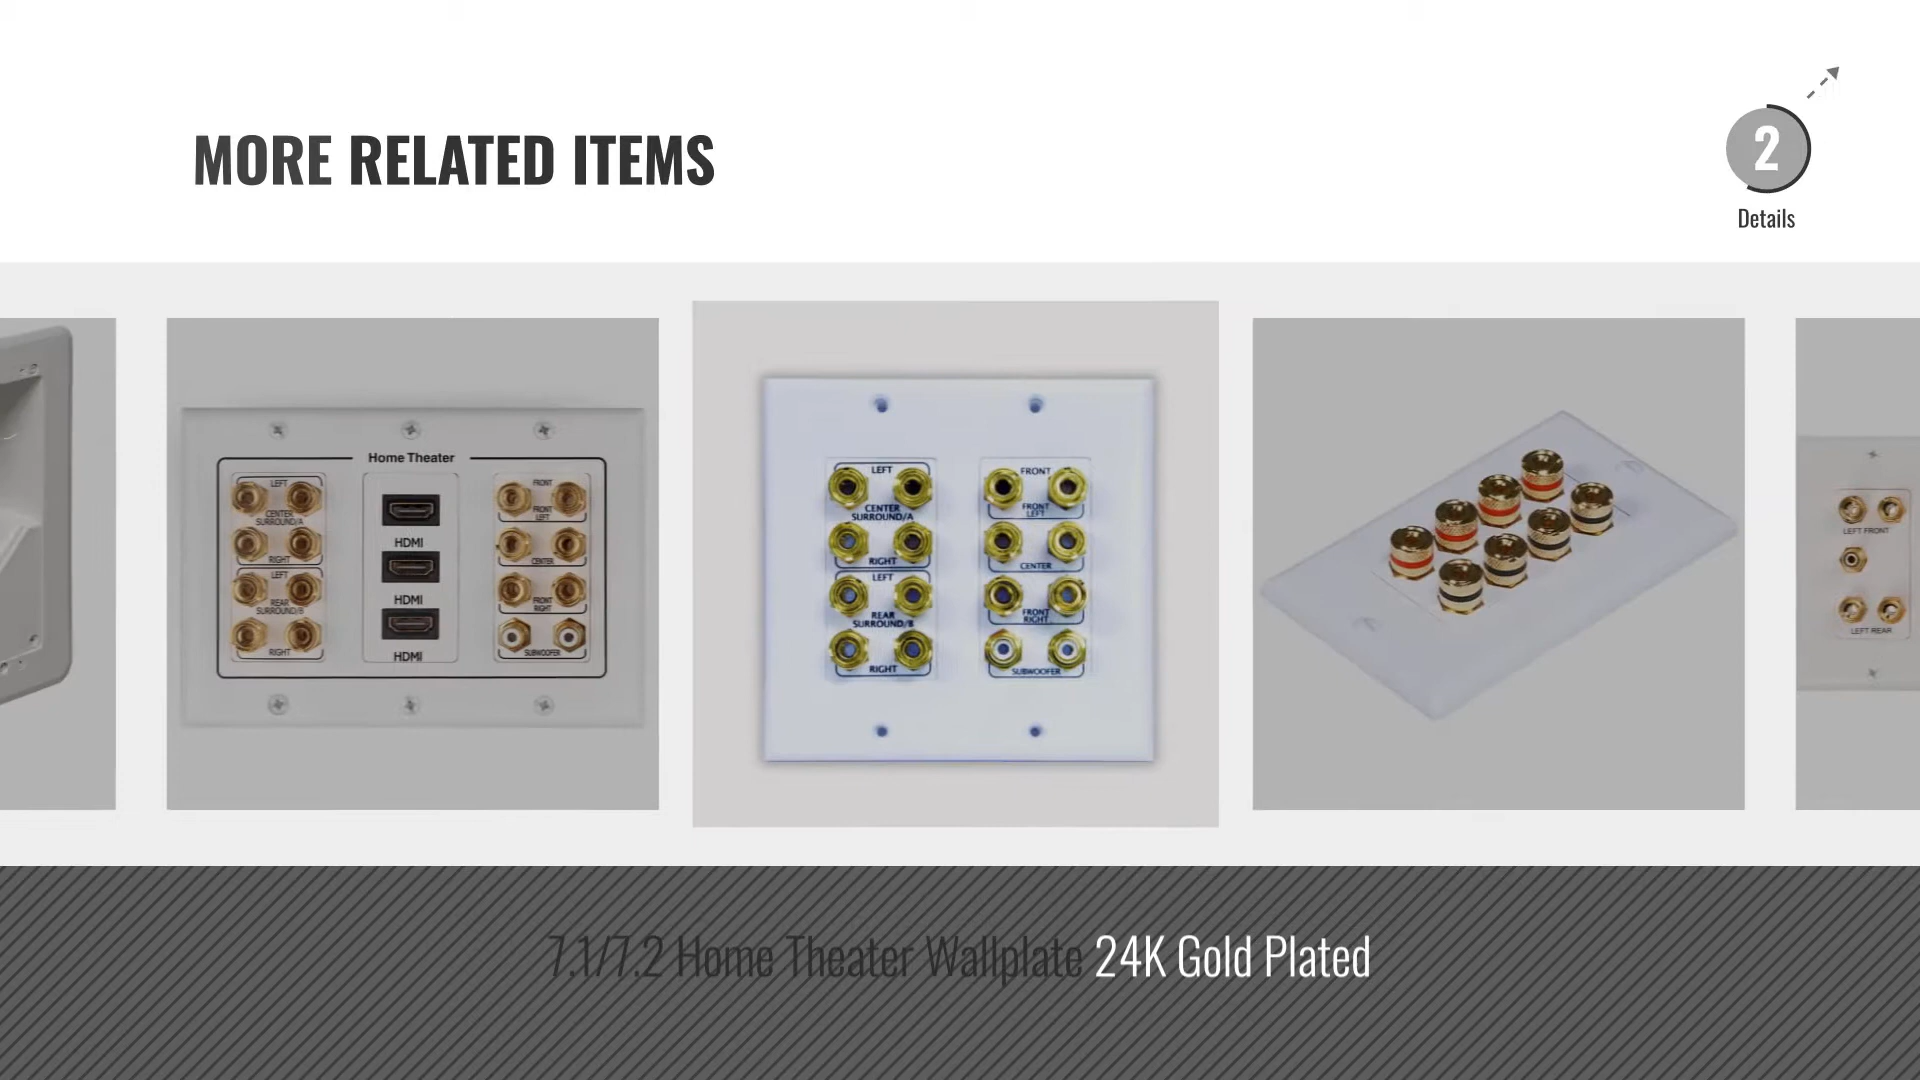 MORE RELATED ITEMS
2
Details
Home Theater
LEFT
CENTER
SURROUND/A
RIGHT
LEFT
REAR
SURROUND/B
RIGHT
HDMI
HDMI
HDMI
FRONT
FRONT
LEFT
CENTER
FRONT
RIGHT
SUBWOOFER
LEFT
CENTER
SURROUND/A
RIGHT
LEFT
REAR
SURROUND/B
RIGHT
FRONT
FRONT
LEFT
CENTER
FRONT
RIGHT
SUBWOOFER
LEFT FRONT
LEFT REAR
7.1/7.2 Home Theater Wallplate 24K Gold Plated